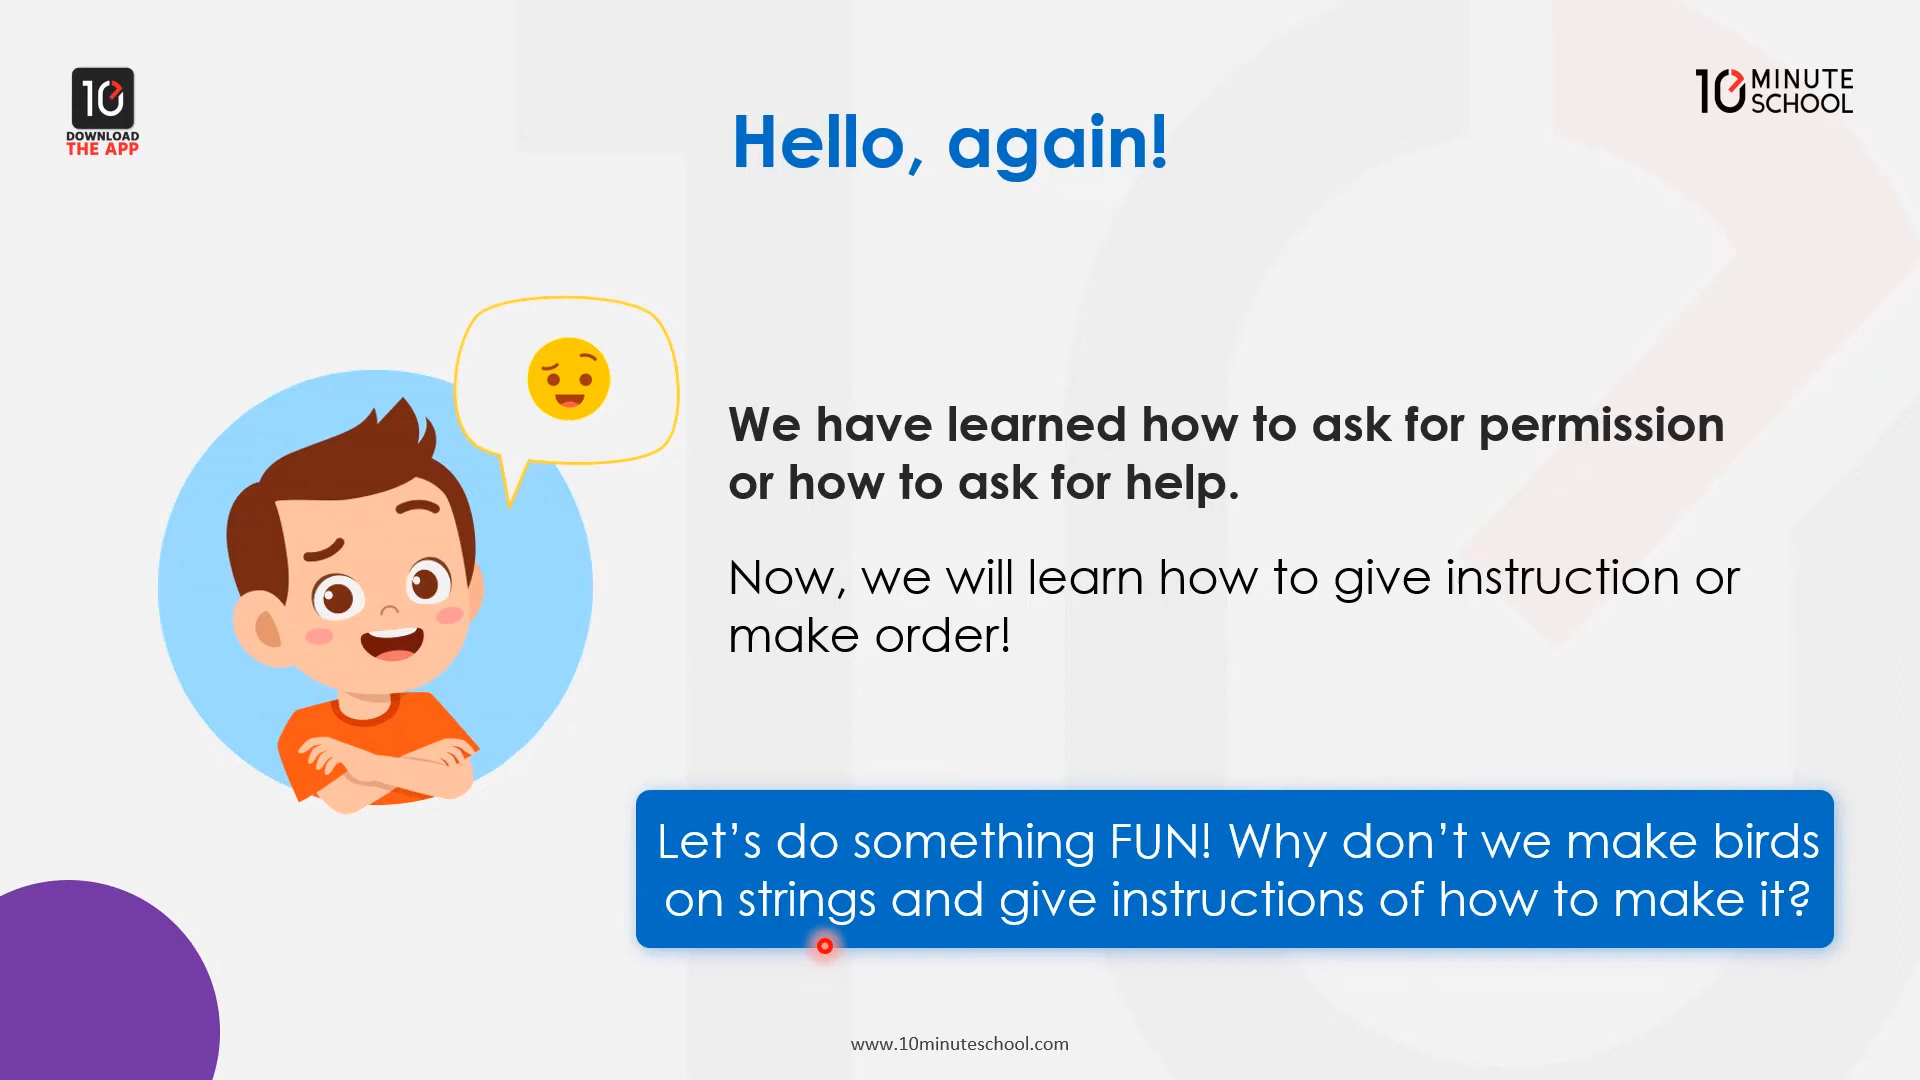 10
DOWNLOAD
THE APP
10 MINUTE
SCHOOL
Hello, again!
We have learned how to ask for permission
or how to ask for help.
Now, we will learn how to give instruction or
make order!
Let’s do something FUN! Why don’t we make birds
on strings and give instructions of how to make it?
www.10minuteschool.com